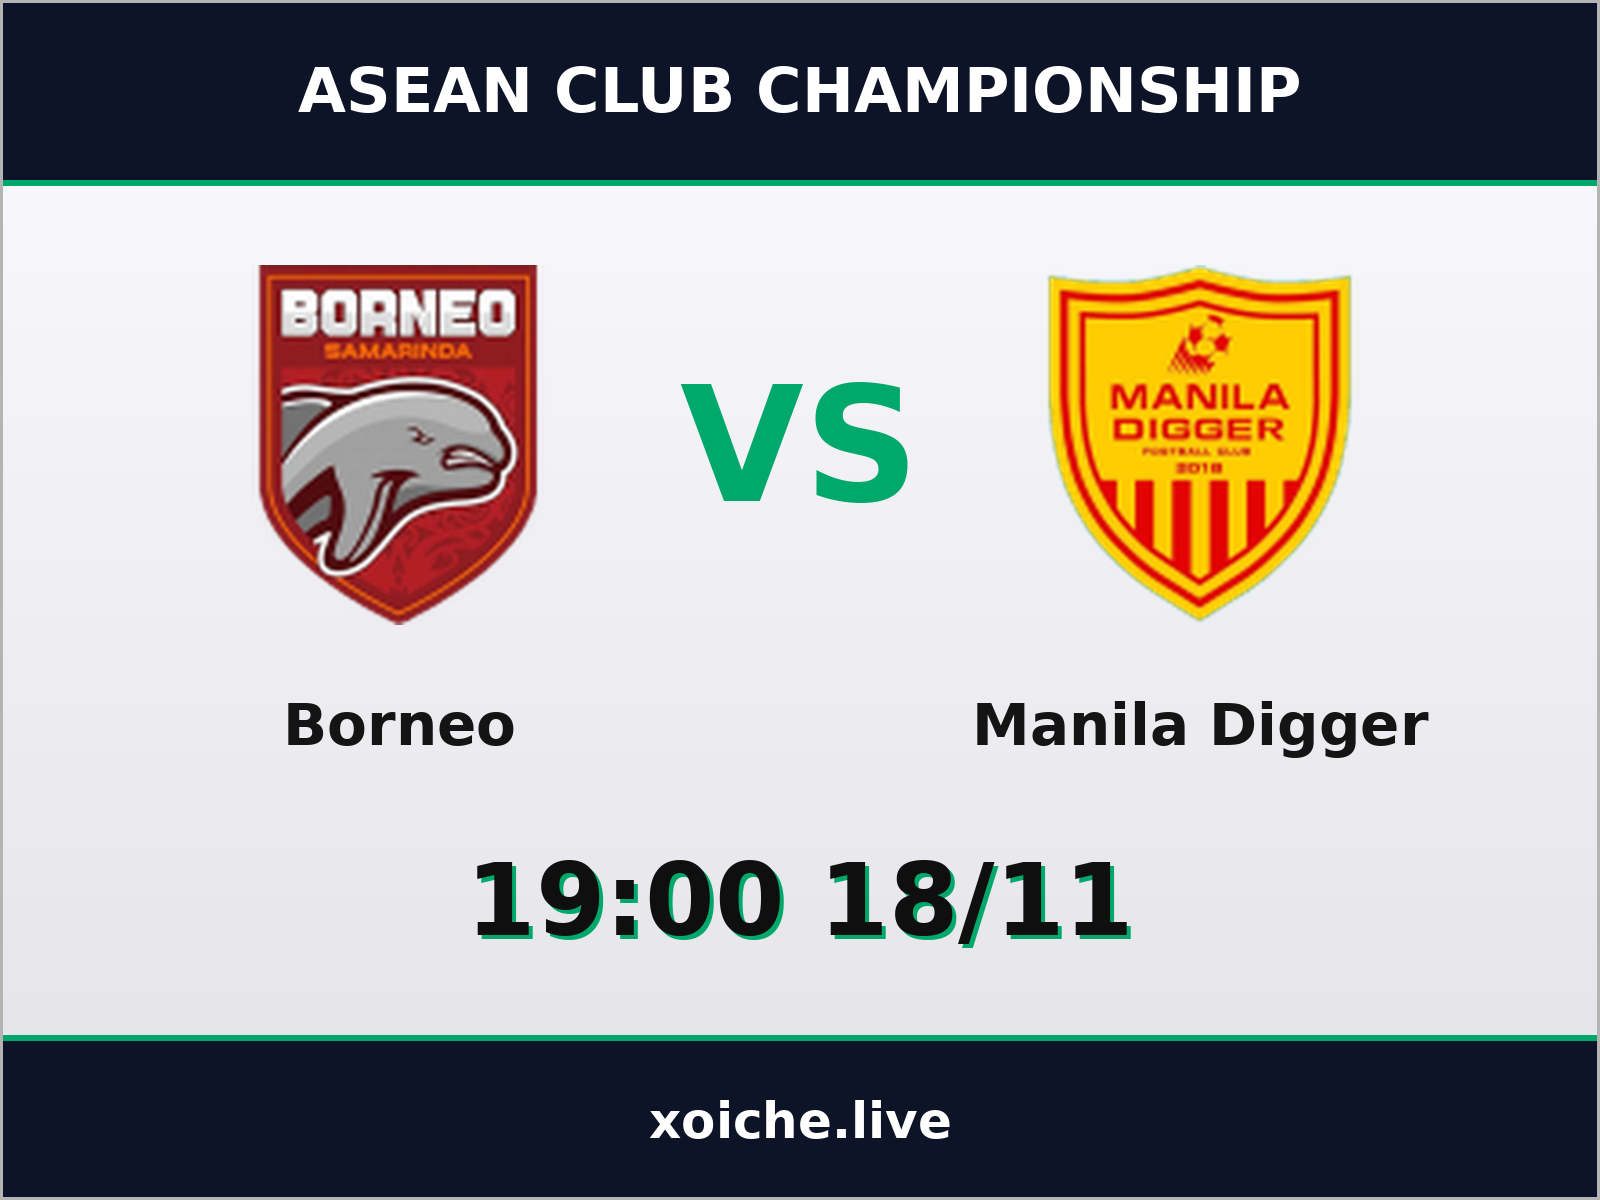 ASEAN CLUB CHAMPIONSHIP
BORNEO
SAMARINDA
VS
MANILA
DIGGER
FOOTBALL CLUB
2018
Borneo
Manila Digger
19:00 18/11
xoiche.live